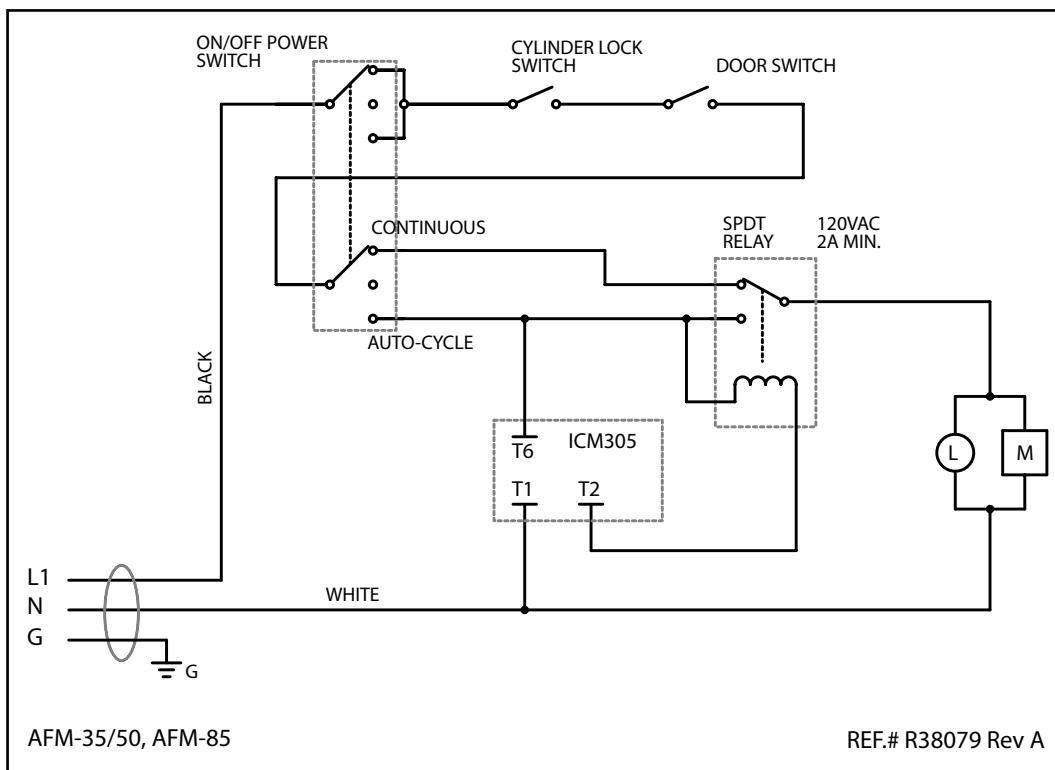 ON/OFF POWER
SWITCH
CYLINDER LOCK
SWITCH
DOOR SWITCH
CONTINUOUS
SPDT
RELAY
120VAC
2A MIN.
AUTO-CYCLE
BLACK
ICM305
T6
T1
T2
L
M
L1
N
G
WHITE
G
AFM-35/50, AFM-85
REF.# R38079 Rev A